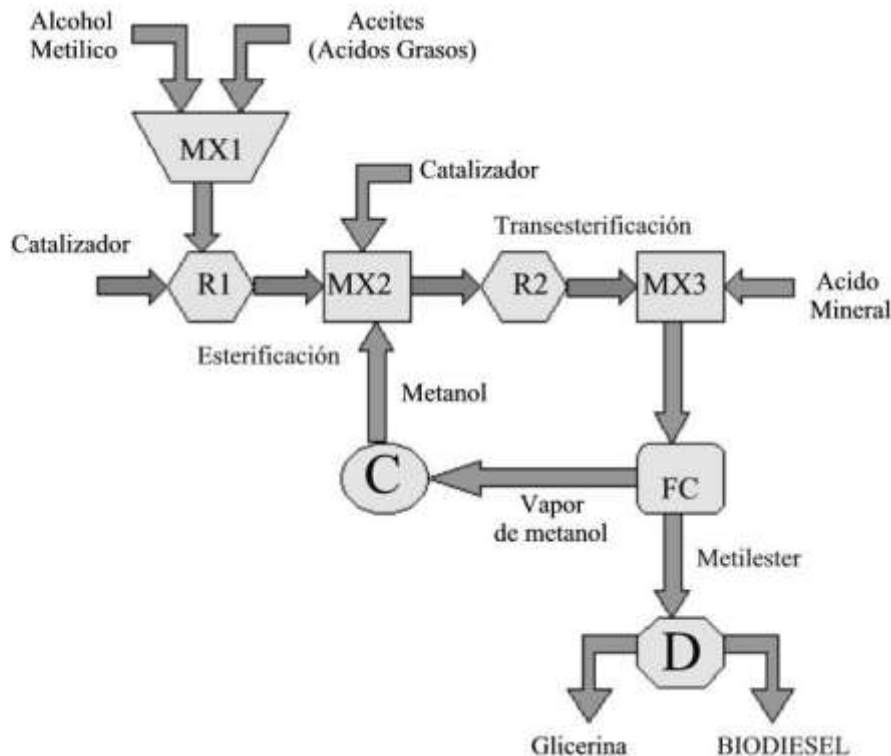 Alcohol
Metilico
Aceites
(Acidos Grasos)
MX1
Catalizador
Transesterificación
Catalizador
R1
MX2
R2
MX3
Acido
Mineral
Esterificación
Metanol
C
FC
Vapor
de metanol
Metilester
D
Glicerina
BIODIESEL